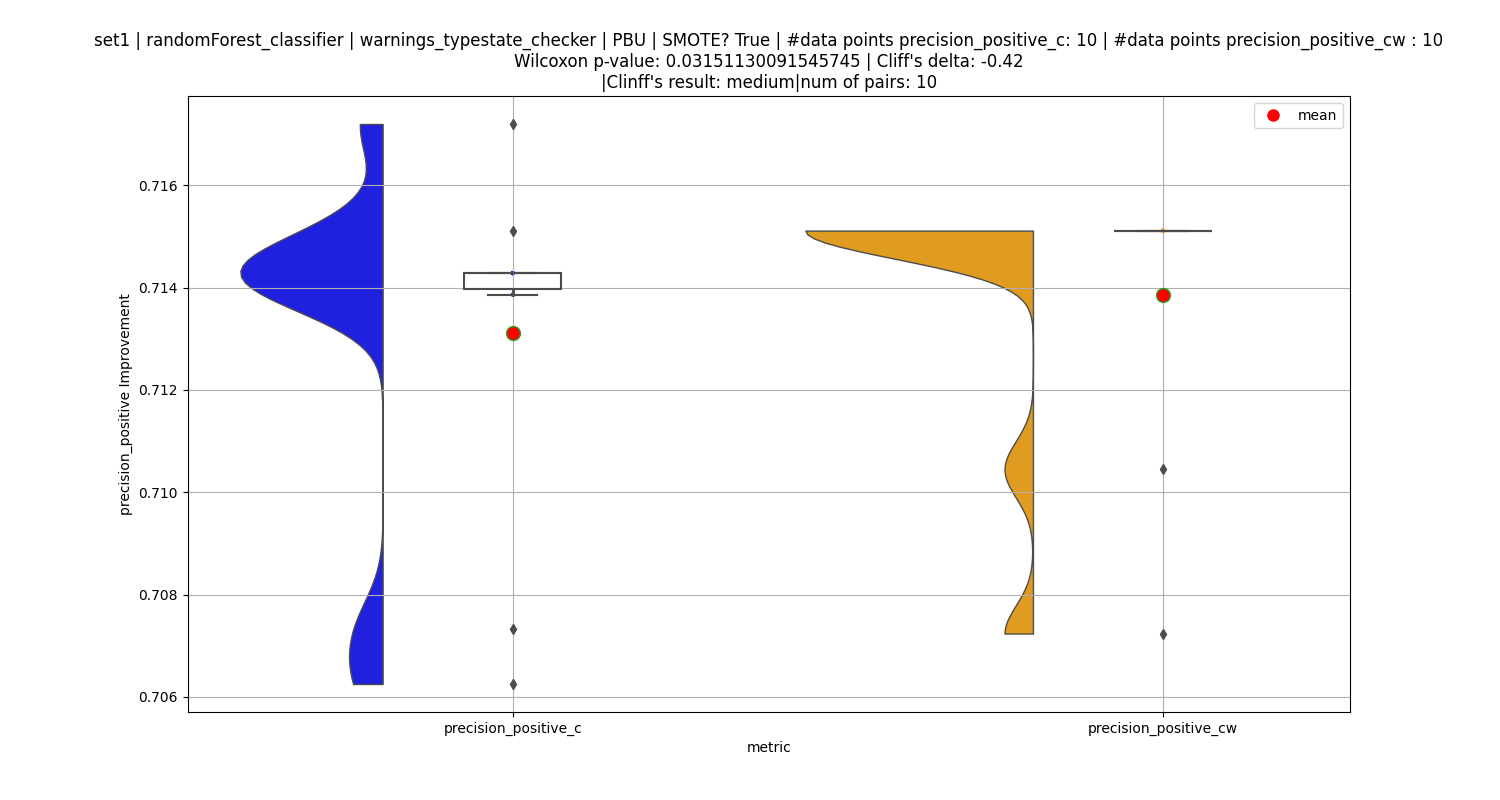 set1 | randomForest_classifier | warnings_typestate_checker | PBU | SMOTE? True | #data points precision_positive_c: 10 | #data points precision_positive_cw : 10
Wilcoxon p-value: 0.03151130091545745 | Cliff's delta: -0.42
|Clinff's result: medium|num of pairs: 10
mean
0.716
0.714
0.712
0.710
0.708
0.706
precision_positive Improvement
precision_positive_c
precision_positive_cw
metric